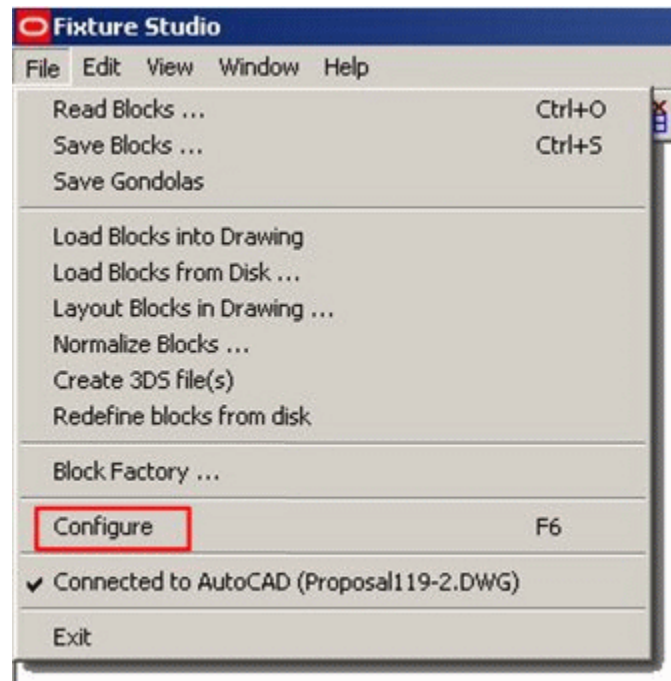 Fixture Studio
File Edit View Window Help
Read Blocks ... Ctrl+O
Save Blocks ... Ctrl+S
Save Gondolas
Load Blocks into Drawing
Load Blocks from Disk ...
Layout Blocks in Drawing ...
Normalize Blocks ...
Create 3DS file(s)
Redefine blocks from disk
Block Factory ...
Configure F6
Connected to AutoCAD (Proposal119-2.DWG)
Exit